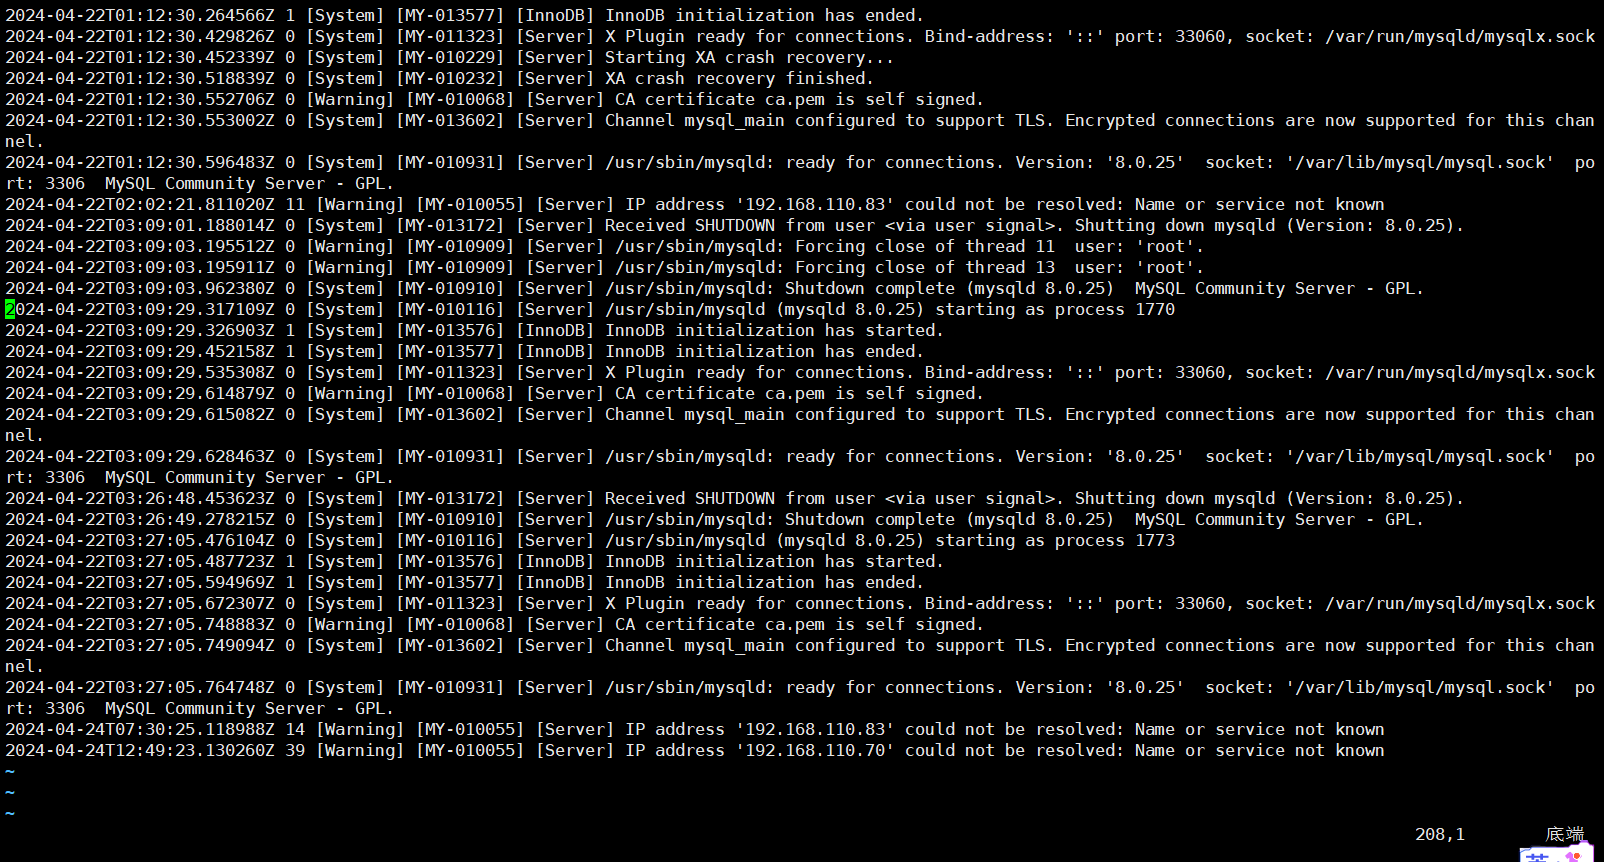 2024-04-22T01:12:30.264566Z 1 [System] [MY-013577] [InnoDB] InnoDB initialization has ended.
2024-04-22T01:12:30.429826Z 0 [System] [MY-011323] [Server] X Plugin ready for connections. Bind-address: '::' port: 33060, socket: /var/run/mysqld/mysqlx.sock
2024-04-22T01:12:30.452339Z 0 [System] [MY-010229] [Server] Starting XA crash recovery...
2024-04-22T01:12:30.518839Z 0 [System] [MY-010232] [Server] XA crash recovery finished.
2024-04-22T01:12:30.552706Z 0 [Warning] [MY-010068] [Server] CA certificate ca.pem is self signed.
2024-04-22T01:12:30.553002Z 0 [System] [MY-013602] [Server] Channel mysql_main configured to support TLS. Encrypted connections are now supported for this chan
nel.
2024-04-22T01:12:30.596483Z 0 [System] [MY-010931] [Server] /usr/sbin/mysqld: ready for connections. Version: '8.0.25'  socket: '/var/lib/mysql/mysql.sock'  po
rt: 3306  MySQL Community Server - GPL.
2024-04-22T02:02:21.811020Z 11 [Warning] [MY-010055] [Server] IP address '192.168.110.83' could not be resolved: Name or service not known
2024-04-22T03:09:01.188014Z 0 [System] [MY-013172] [Server] Received SHUTDOWN from user <via user signal>. Shutting down mysqld (Version: 8.0.25).
2024-04-22T03:09:03.195512Z 0 [Warning] [MY-010909] [Server] /usr/sbin/mysqld: Forcing close of thread 11  user: 'root'.
2024-04-22T03:09:03.195911Z 0 [Warning] [MY-010909] [Server] /usr/sbin/mysqld: Forcing close of thread 13  user: 'root'.
2024-04-22T03:09:03.962380Z 0 [System] [MY-010910] [Server] /usr/sbin/mysqld: Shutdown complete (mysqld 8.0.25)  MySQL Community Server - GPL.
2024-04-22T03:09:29.317109Z 0 [System] [MY-010116] [Server] /usr/sbin/mysqld (mysqld 8.0.25) starting as process 1770
2024-04-22T03:09:29.326903Z 1 [System] [MY-013576] [InnoDB] InnoDB initialization has started.
2024-04-22T03:09:29.452158Z 1 [System] [MY-013577] [InnoDB] InnoDB initialization has ended.
2024-04-22T03:09:29.535308Z 0 [System] [MY-011323] [Server] X Plugin ready for connections. Bind-address: '::' port: 33060, socket: /var/run/mysqld/mysqlx.sock
2024-04-22T03:09:29.614879Z 0 [Warning] [MY-010068] [Server] CA certificate ca.pem is self signed.
2024-04-22T03:09:29.615082Z 0 [System] [MY-013602] [Server] Channel mysql_main configured to support TLS. Encrypted connections are now supported for this chan
nel.
2024-04-22T03:09:29.628463Z 0 [System] [MY-010931] [Server] /usr/sbin/mysqld: ready for connections. Version: '8.0.25'  socket: '/var/lib/mysql/mysql.sock'  po
rt: 3306  MySQL Community Server - GPL.
2024-04-22T03:26:48.453623Z 0 [System] [MY-013172] [Server] Received SHUTDOWN from user <via user signal>. Shutting down mysqld (Version: 8.0.25).
2024-04-22T03:26:49.278215Z 0 [System] [MY-010910] [Server] /usr/sbin/mysqld: Shutdown complete (mysqld 8.0.25)  MySQL Community Server - GPL.
2024-04-22T03:27:05.476104Z 0 [System] [MY-010116] [Server] /usr/sbin/mysqld (mysqld 8.0.25) starting as process 1773
2024-04-22T03:27:05.487723Z 1 [System] [MY-013576] [InnoDB] InnoDB initialization has started.
2024-04-22T03:27:05.594969Z 1 [System] [MY-013577] [InnoDB] InnoDB initialization has ended.
2024-04-22T03:27:05.672307Z 0 [System] [MY-011323] [Server] X Plugin ready for connections. Bind-address: '::' port: 33060, socket: /var/run/mysqld/mysqlx.sock
2024-04-22T03:27:05.748883Z 0 [Warning] [MY-010068] [Server] CA certificate ca.pem is self signed.
2024-04-22T03:27:05.749094Z 0 [System] [MY-013602] [Server] Channel mysql_main configured to support TLS. Encrypted connections are now supported for this chan
nel.
2024-04-22T03:27:05.764748Z 0 [System] [MY-010931] [Server] /usr/sbin/mysqld: ready for connections. Version: '8.0.25'  socket: '/var/lib/mysql/mysql.sock'  po
rt: 3306  MySQL Community Server - GPL.
2024-04-24T07:30:25.118988Z 14 [Warning] [MY-010055] [Server] IP address '192.168.110.83' could not be resolved: Name or service not known
2024-04-24T12:49:23.130260Z 39 [Warning] [MY-010055] [Server] IP address '192.168.110.70' could not be resolved: Name or service not known
~
~
~
208,1 底端